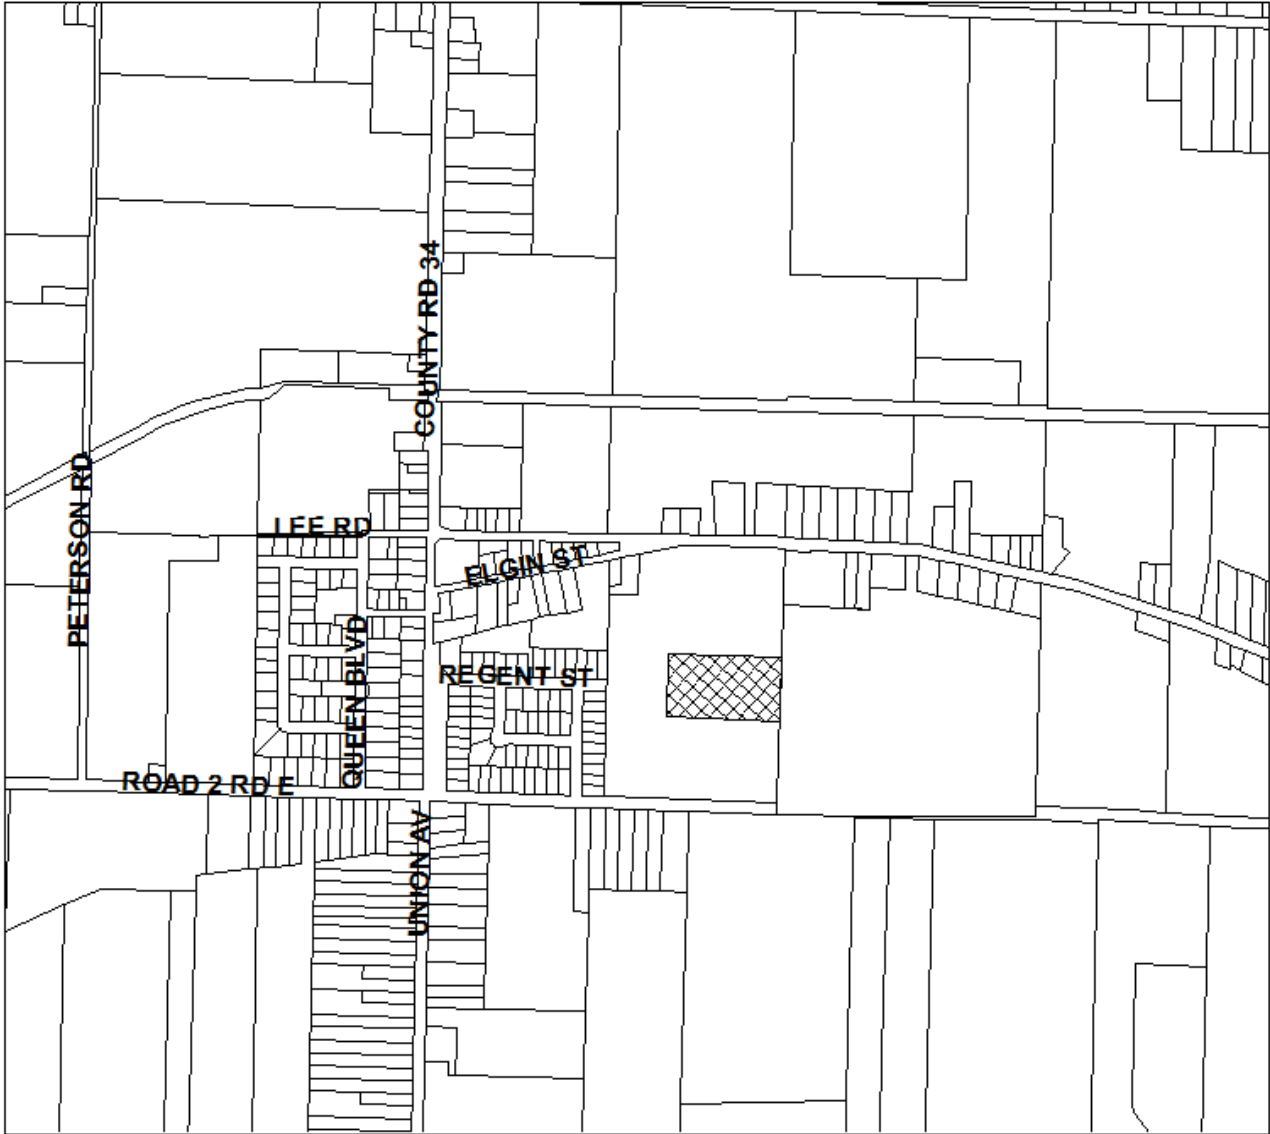 COUNTY RD 34
PETERSON RD
LEE RD
ELGIN ST
QUEEN BLVD
REGENT ST
ROAD 2 RD E
UNION AV